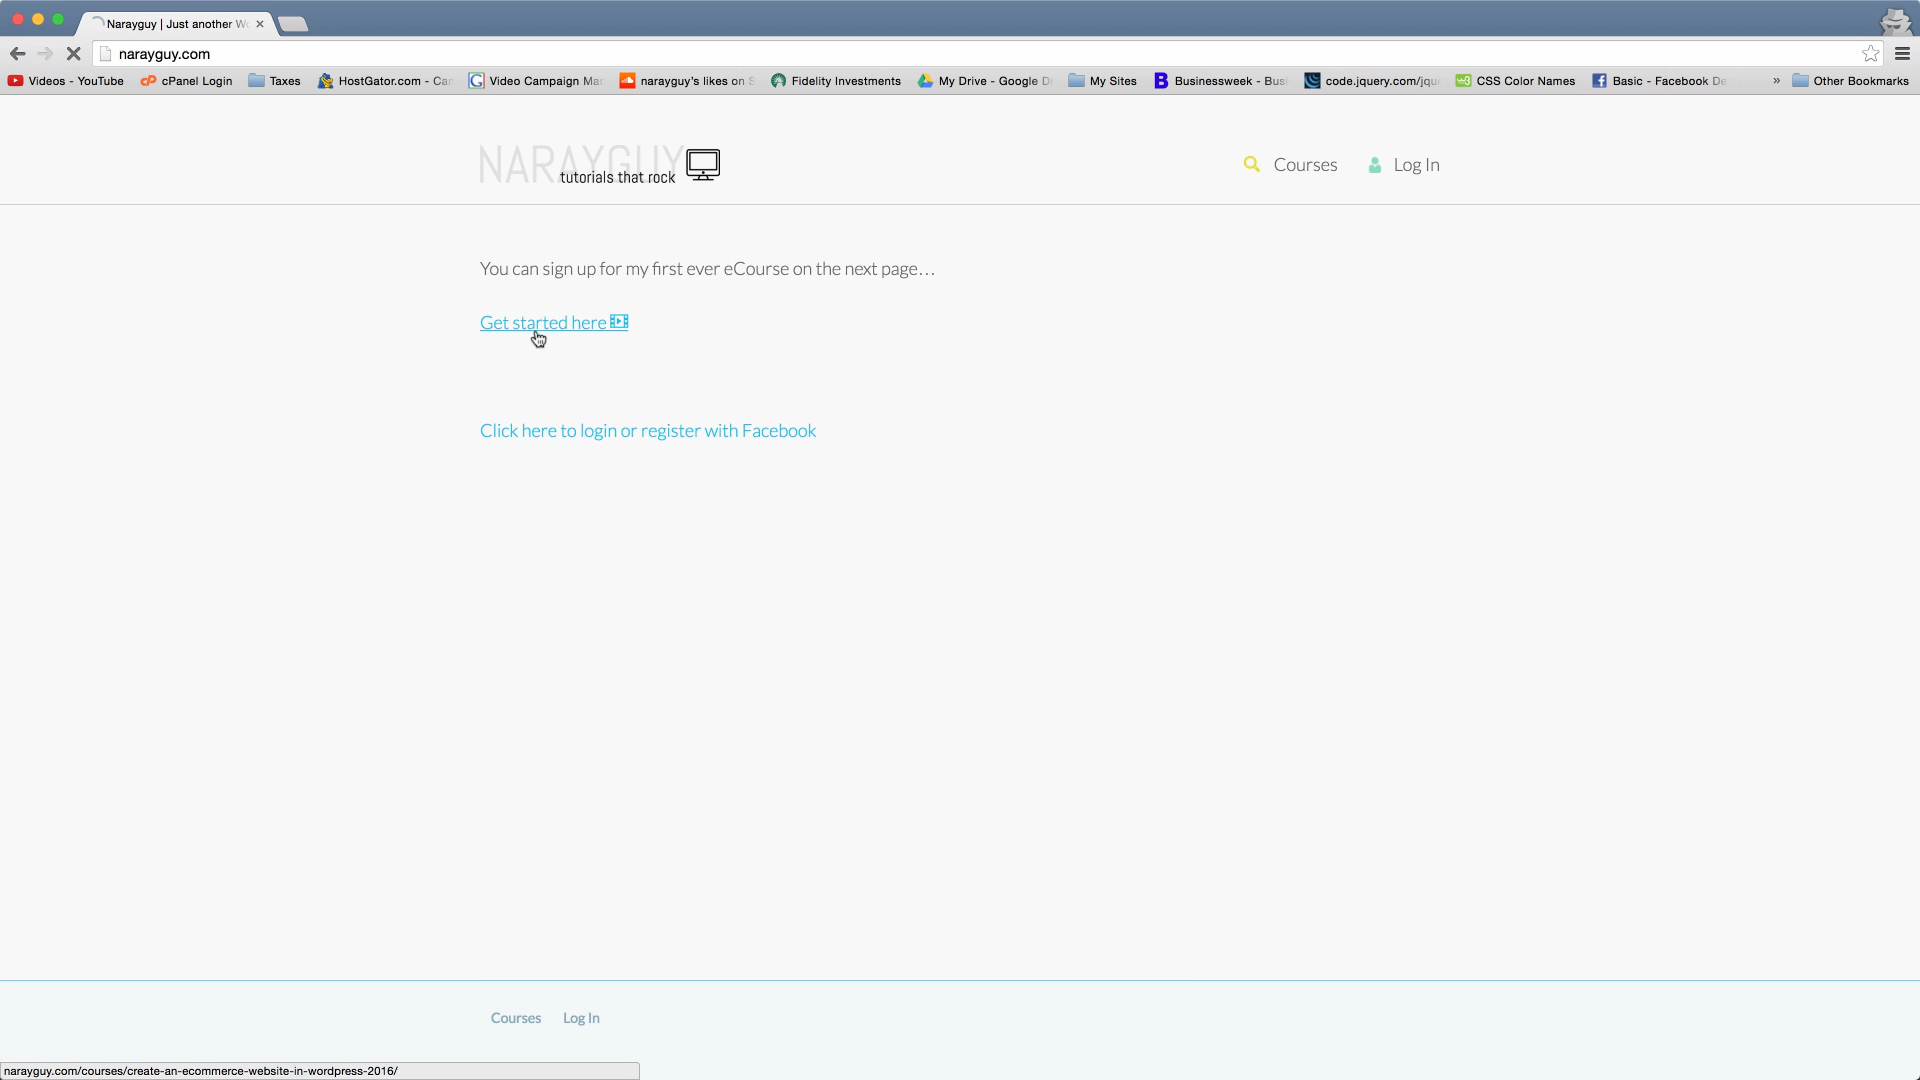 Narayguy | Just another W
narayguy.com
Videos - YouTube
cPanel Login
Taxes
HostGator.com - Ca
Video Campaign Ma
narayguy's likes on S
Fidelity Investments
My Drive - Google D
My Sites
Businessweek - Bus
code.jquery.com/jqu
CSS Color Names
Basic - Facebook De
»
Other Bookmarks
NARAYGUY
tutorials that rock
Courses
Log In
You can sign up for my first ever eCourse on the next page…
Get started here
Click here to login or register with Facebook
Courses
Log In
narayguy.com/courses/create-an-ecommerce-website-in-wordpress-2016/